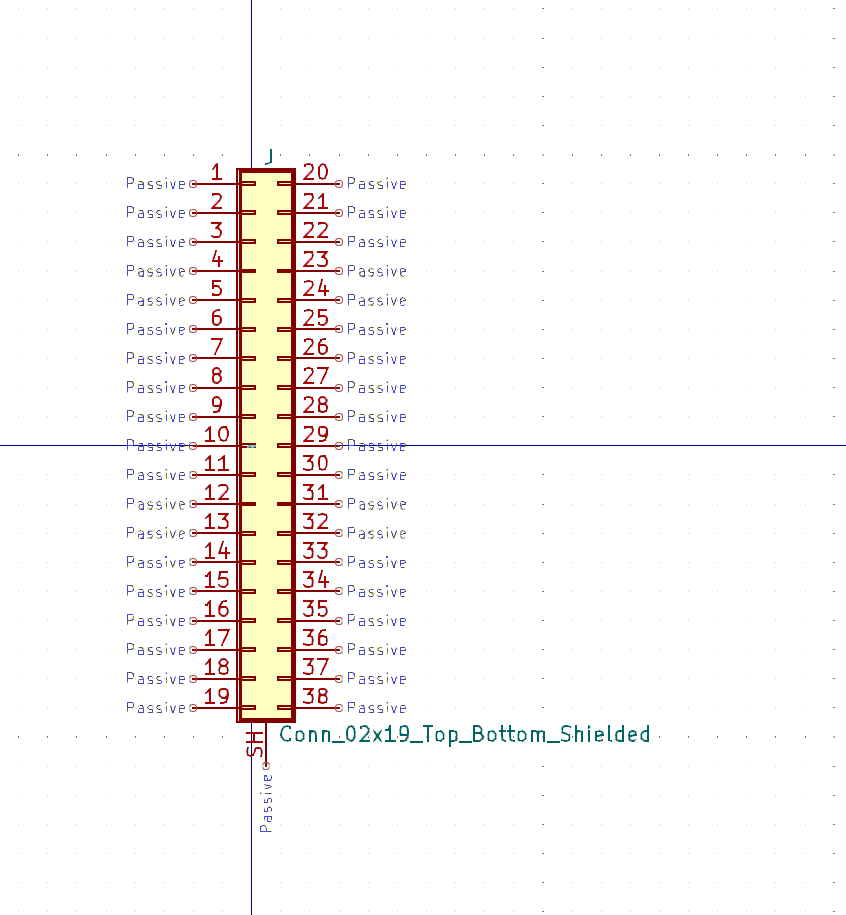 J
Passive 1 20 Passive
Passive 2 21 Passive
Passive 3 22 Passive
Passive 4 23 Passive
Passive 5 24 Passive
Passive 6 25 Passive
Passive 7 26 Passive
Passive 8 27 Passive
Passive 9 28 Passive
Passive 10 29 Passive
Passive 11 30 Passive
Passive 12 31 Passive
Passive 13 32 Passive
Passive 14 33 Passive
Passive 15 34 Passive
Passive 16 35 Passive
Passive 17 36 Passive
Passive 18 37 Passive
Passive 19 38 Passive
SH Conn_02x19_Top_Bottom_Shielded
Passive